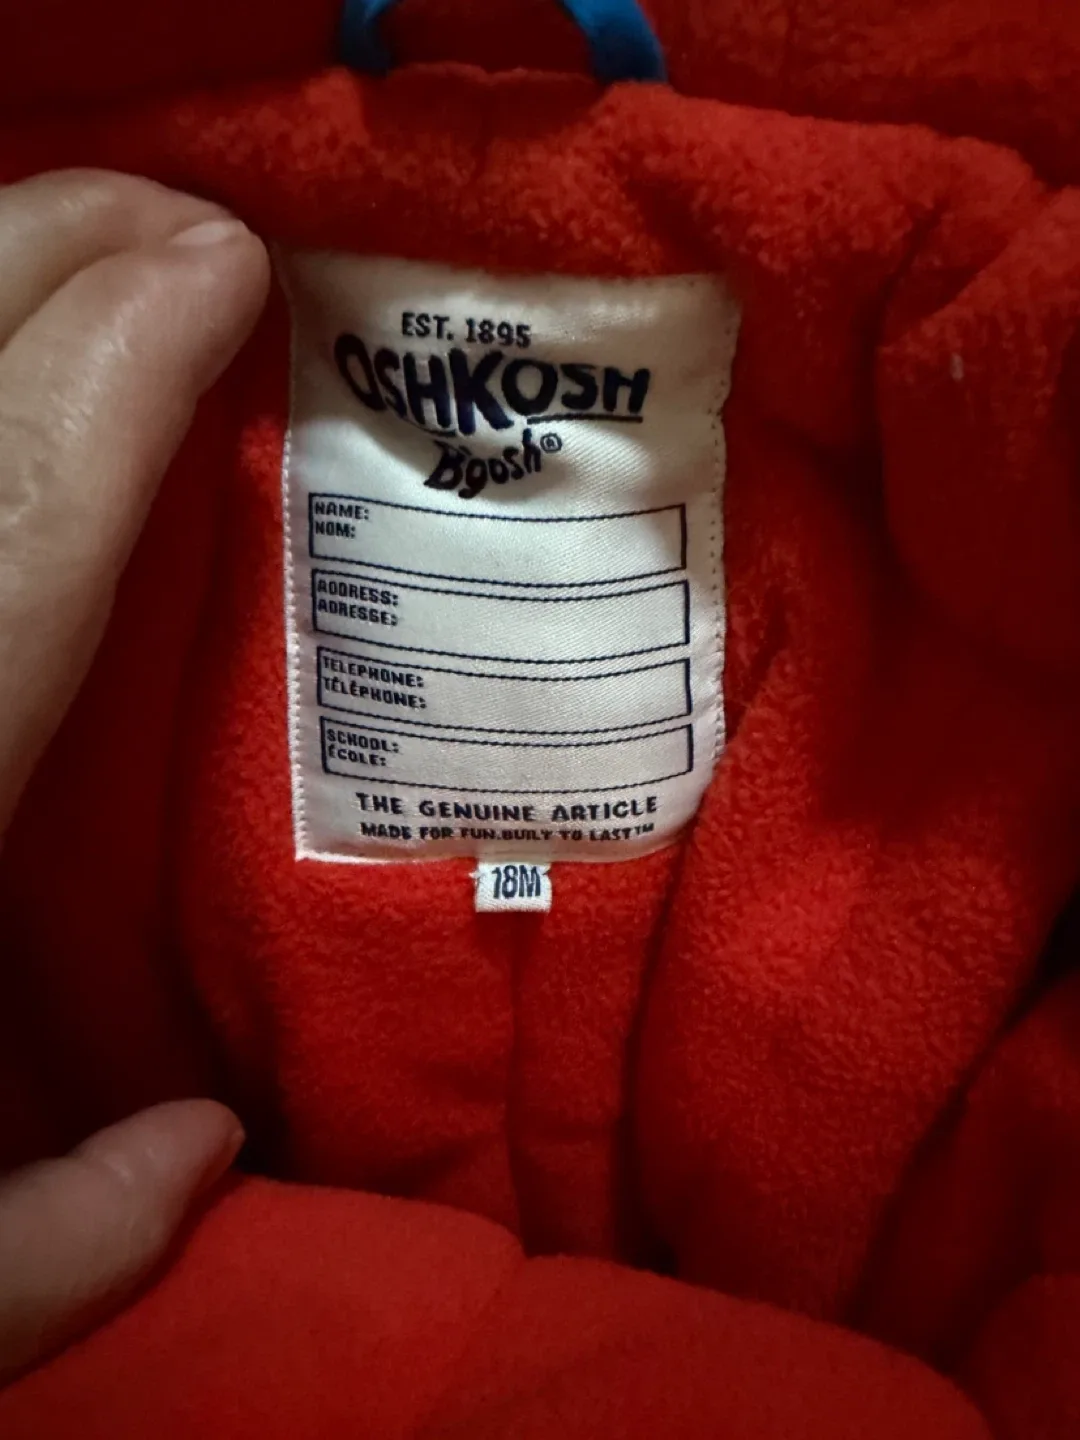 EST. 1895
OSHKOSH
B'gosh®
NAME:
NOM:
ADDRESS:
ADRESSE:
TELEPHONE:
TÉLÉPHONE:
SCHOOL:
ÉCOLE:
THE GENUINE ARTICLE
MADE FOR FUN. BUILT TO LAST™
18M